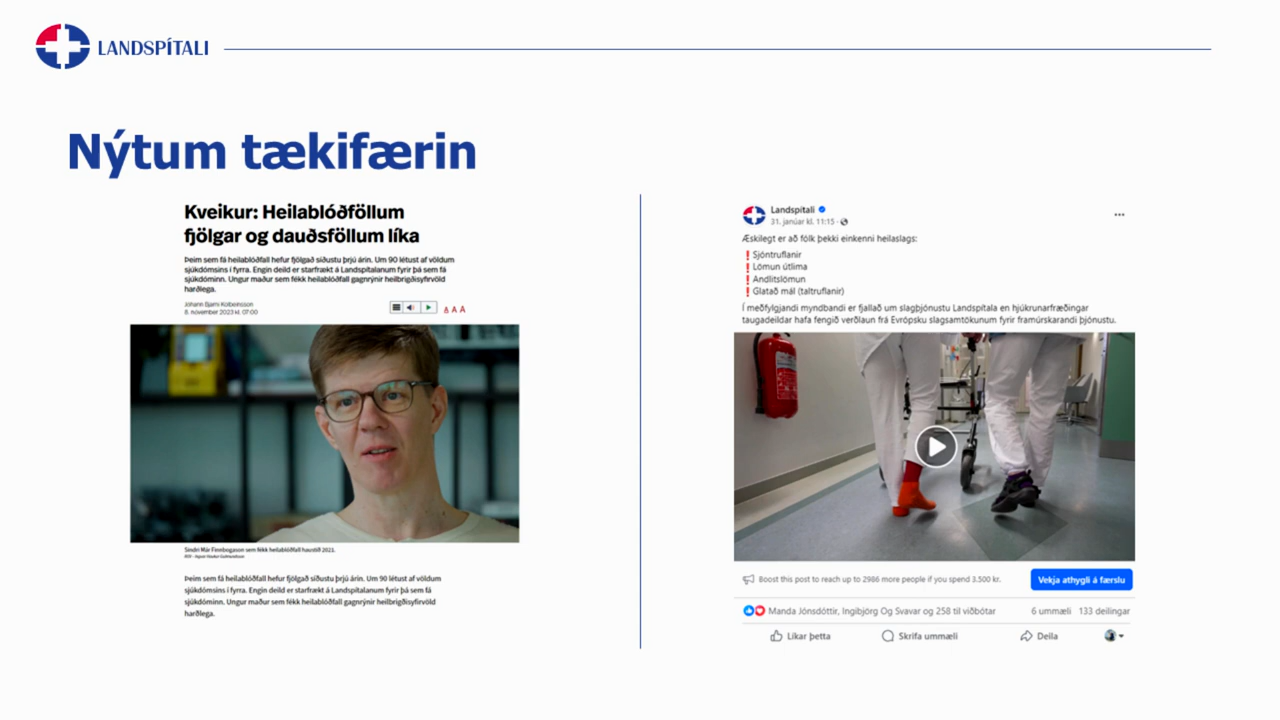 LANDSPÍTALI
Nýtum tækifærin
Kveikur: Heilablóðföllum
fjölgar og dauðsföllum líka
Þeim sem fá heilablóðfall hefur fjölgað síðustu þrjú árin. Um 90 létust af völdum
sjúkdómsins í fyrra. Engin deild er starfrækt á Landspítalanum fyrir þá sem fá
sjúkdóminn. Ungur maður sem fékk heilablóðfall gagnrýnir heilbrigðisyfirvöld
harðlega.
Jóhann Bjarni Kolbeinsson
8. nóvember 2023 kl. 07:00
A A A
Sindri Már Finnbogason sem fékk heilablóðfall haustið 2021.
Þeim sem fá heilablóðfall hefur fjölgað síðustu þrjú árin. Um 90 létust af völdum
sjúkdómsins í fyrra. Engin deild er starfrækt á Landspítalanum fyrir þá sem fá
sjúkdóminn. Ungur maður sem fékk heilablóðfall gagnrýnir heilbrigðisyfirvöld
harðlega.
Landspítali
31. janúar kl. 11:15
Æskilegt er að fólk þekki einkenni heilaslags:
❗Sjóntruflanir
❗Lömun útlima
❗Andlitslömun
❗Glatað mál (taltruflanir)
Í meðfylgjandi myndbandi er fjallað um slagþjónustu Landspítala en hjúkrunarfræðingar
taugadeildar hafa fengið verðlaun frá Evrópsku slagsamtökunum fyrir framúrskarandi þjónustu.
Boost this post to reach up to 2986 more people if you spend 3.500 kr.
Vekja athygli á færslu
Manda Jónsdóttir, Ingibjörg Og Svavar og 258 til viðbótar
6 ummæli 133 deilingar
Líkar þetta
Skrifa ummæli
Deila